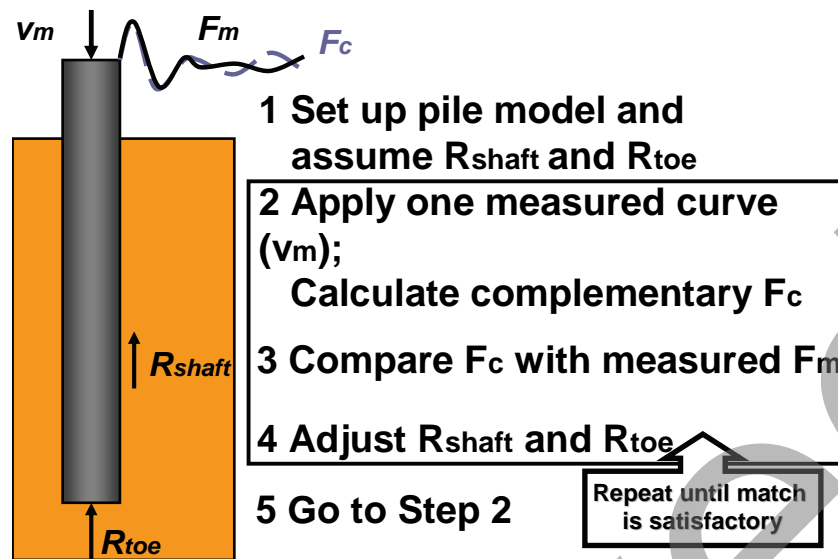 vm
Fm
Fc
1 Set up pile model and
assume Rshaft and Rtoe
2 Apply one measured curve
(vm);
Calculate complementary Fc
Rshaft
3 Compare Fc with measured Fm
4 Adjust Rshaft and Rtoe
5 Go to Step 2
Repeat until match
is satisfactory
Rtoe